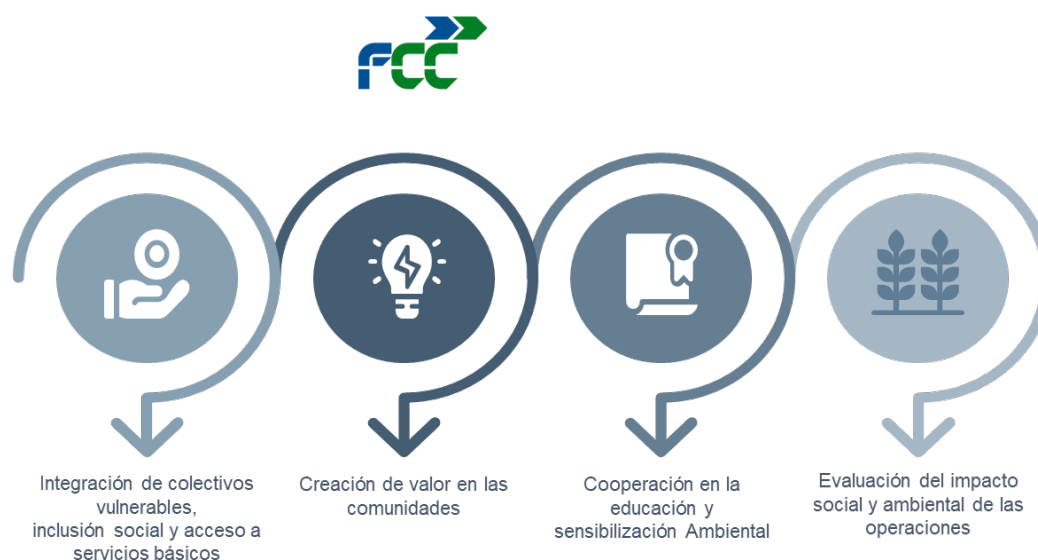 FCC
Integración de colectivos
vulnerables,
inclusión social y acceso a
servicios básicos
Creación de valor en las
comunidades
Cooperación en la
educación y
sensibilización Ambiental
Evaluación del impacto
social y ambiental de las
operaciones